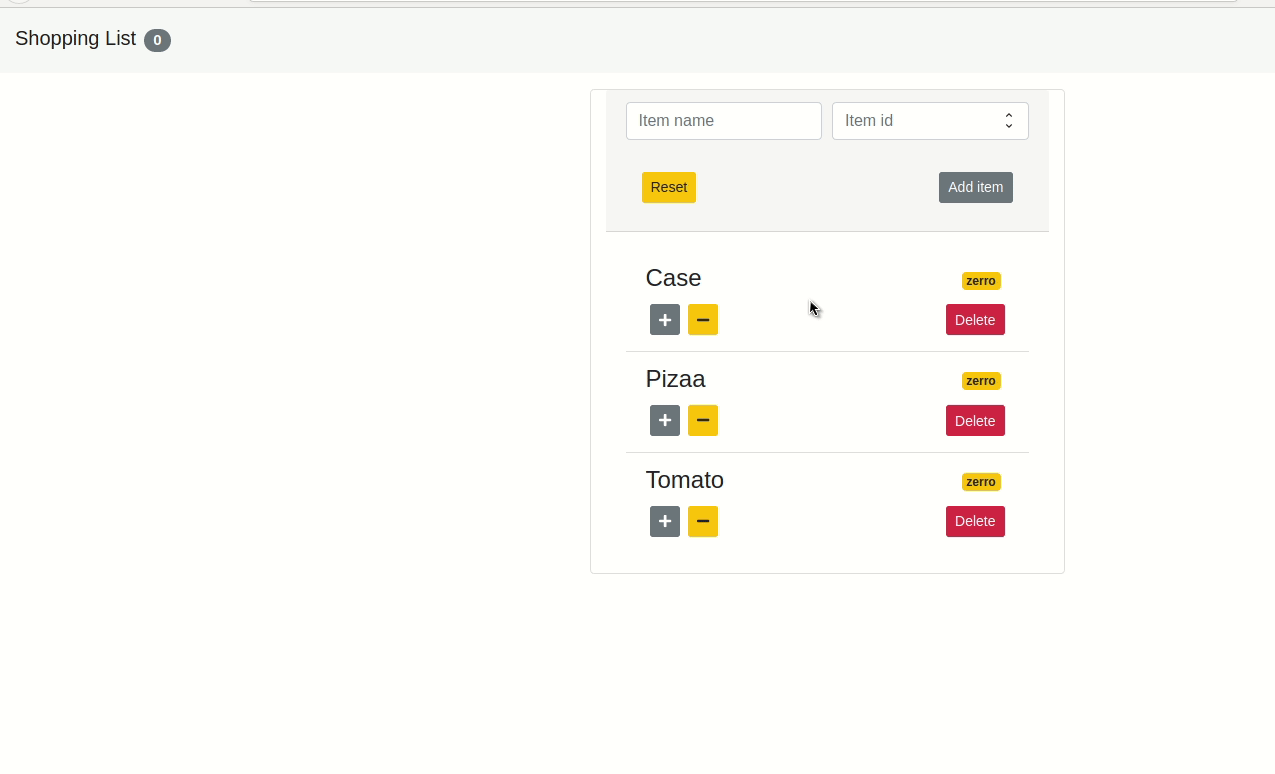 Shopping List 0
Item name Item id
Reset Add item
Case zerro
+ − Delete
Pizaa zerro
+ − Delete
Tomato zerro
+ − Delete